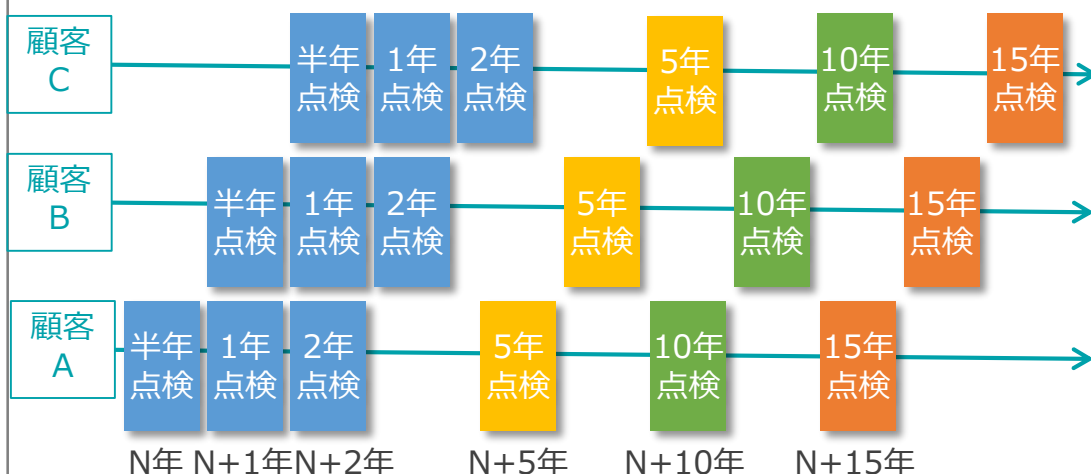 顧客
C
半年
点検
1年
点検
2年
点検
5年
点検
10年
点検
15年
点検
顧客
B
半年
点検
1年
点検
2年
点検
5年
点検
10年
点検
15年
点検
顧客
A
半年
点検
1年
点検
2年
点検
5年
点検
10年
点検
15年
点検
N年 N+1年N+2年 N+5年 N+10年 N+15年